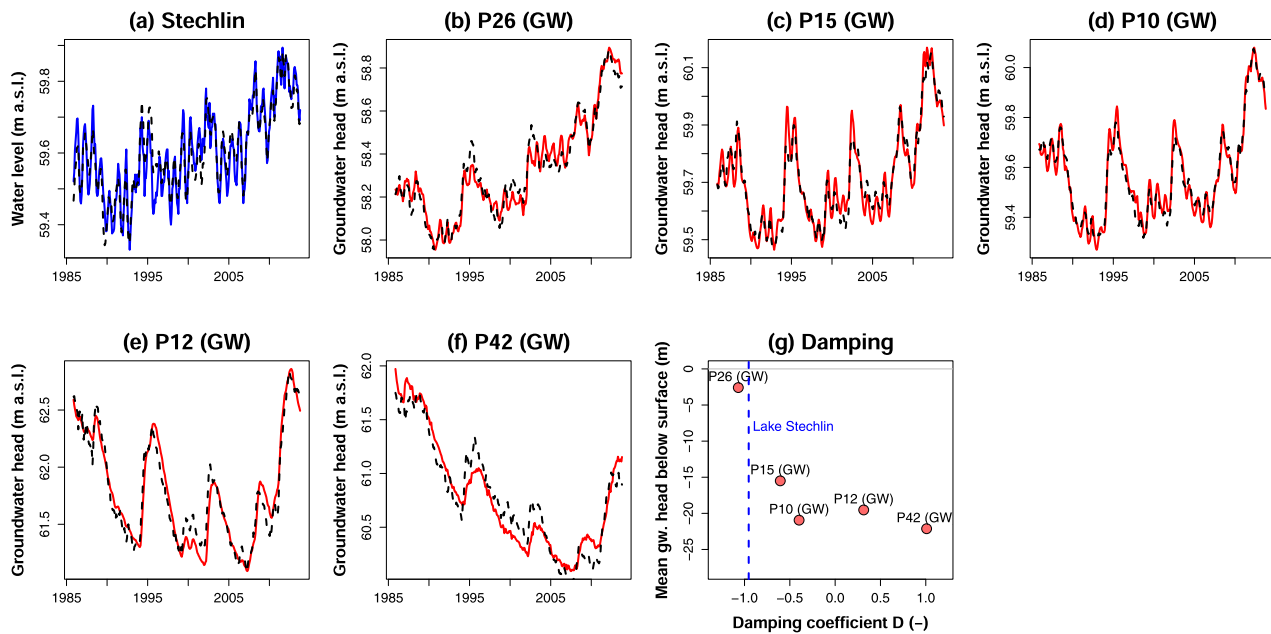 (a) Stechlin
Water level (m a.s.l.)
59.8
59.6
59.4
1985 1995 2005
(b) P26 (GW)
Groundwater head (m a.s.l.)
58.8
58.6
58.4
58.2
58.0
1985 1995 2005
(c) P15 (GW)
Groundwater head (m a.s.l.)
60.1
59.9
59.7
59.5
1985 1995 2005
(d) P10 (GW)
Groundwater head (m a.s.l.)
60.0
59.8
59.6
59.4
1985 1995 2005
(e) P12 (GW)
Groundwater head (m a.s.l.)
62.5
62.0
61.5
1985 1995 2005
(f) P42 (GW)
Groundwater head (m a.s.l.)
62.0
61.5
61.0
60.5
1985 1995 2005
(g) Damping
Mean gw. head below surface (m)
0
−5
−10
−15
−20
−25
P26 (GW)
Lake Stechlin
P15 (GW)
P10 (GW)
P12 (GW)
P42 (GW
−1.0 −0.5 0.0 0.5 1.0
Damping coefficient D (−)